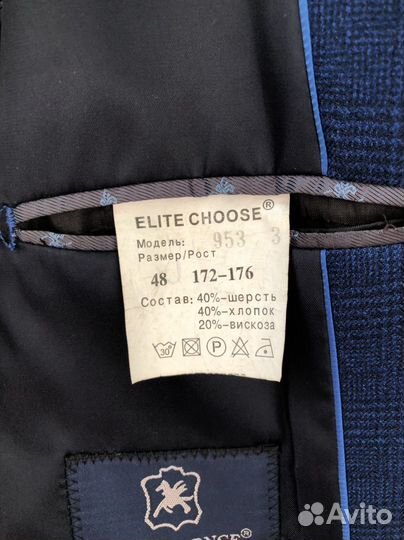 ELITE CHOOSE®
Модель: 953 3
Размер/Рост
48 172-176
Состав: 40%-шерсть
40%-хлопок
20%-вискоза
30°
P
Avito